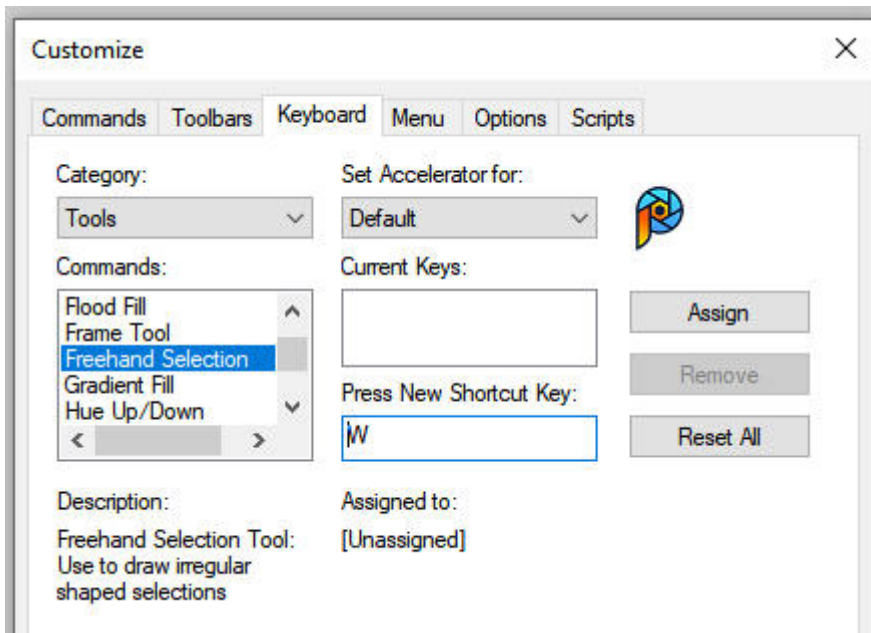 Customize
Commands Toolbars Keyboard Menu Options Scripts
Category:
Set Accelerator for:
Tools
Default
Commands:
Current Keys:
Flood Fill
Frame Tool
Freehand Selection
Gradient Fill
Hue Up/Down
Assign
Remove
Press New Shortcut Key:
W
Reset All
Description:
Assigned to:
Freehand Selection Tool:
Use to draw irregular
shaped selections
[Unassigned]